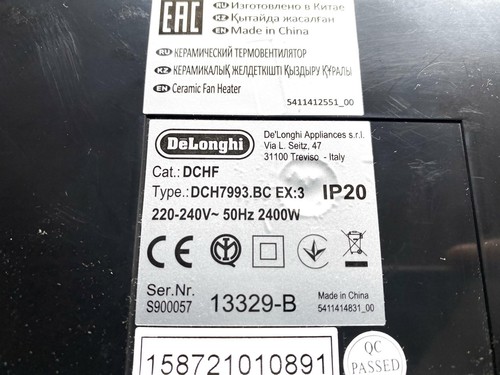 EAC
RU Изготовлено в Китае
KZ Қытайда жасалған
EN Made in China
RU КЕРАМИЧЕСКИЙ ТЕРМОВЕНТИЛЯТОР
KZ КЕРАМИКАЛЫҚ ЖЕЛДЕТКІШТІ ҚЫЗДЫРУ ҚҰРАЛЫ
EN Ceramic Fan Heater
5411412551_00
DeLonghi
De'Longhi Appliances s.r.l.
Via L. Seitz, 47
31100 Treviso - Italy
Cat.: DCHF
Type.: DCH7993.BC EX:3 IP20
220-240V~ 50Hz 2400W
CE
Ser.Nr.
S900057
13329-B
Made in China
5411414831_00
158721010891
QC
PASSED